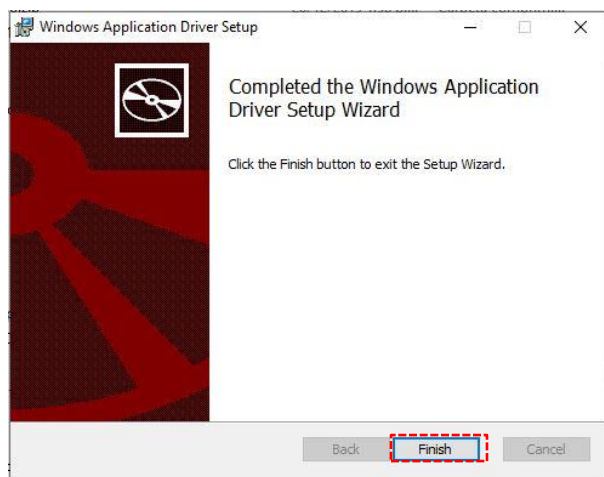 Windows Application Driver Setup
Completed the Windows Application
Driver Setup Wizard
Click the Finish button to exit the Setup Wizard.
Back
Finish
Cancel